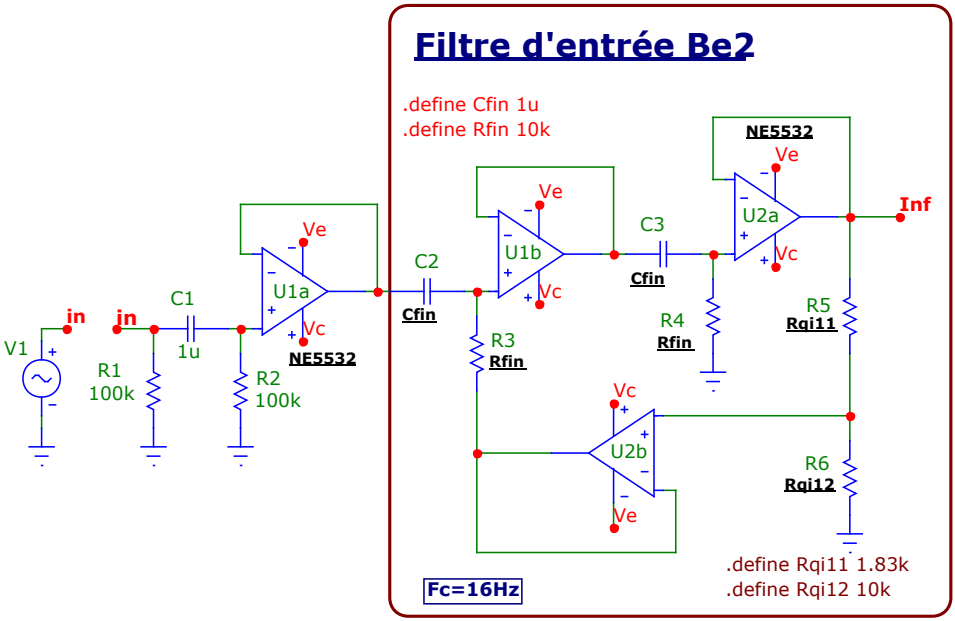 Filtre d'entrée Be2
.define Cfin 1u
.define Rfin 10k
NE5532
Ve
U2a
Vc
Inf
Ve
U1b
Vc
C3
Cfin
Ve
U1a
Vc
NE5532
C2
Cfin
in
in
V1
C1
1u
R1
100k
R2
100k
R3
Rfin
R4
Rfin
R5
Rqi11
Vc
U2b
Ve
R6
Rqi12
.define Rqi11 1.83k
.define Rqi12 10k
Fc=16Hz